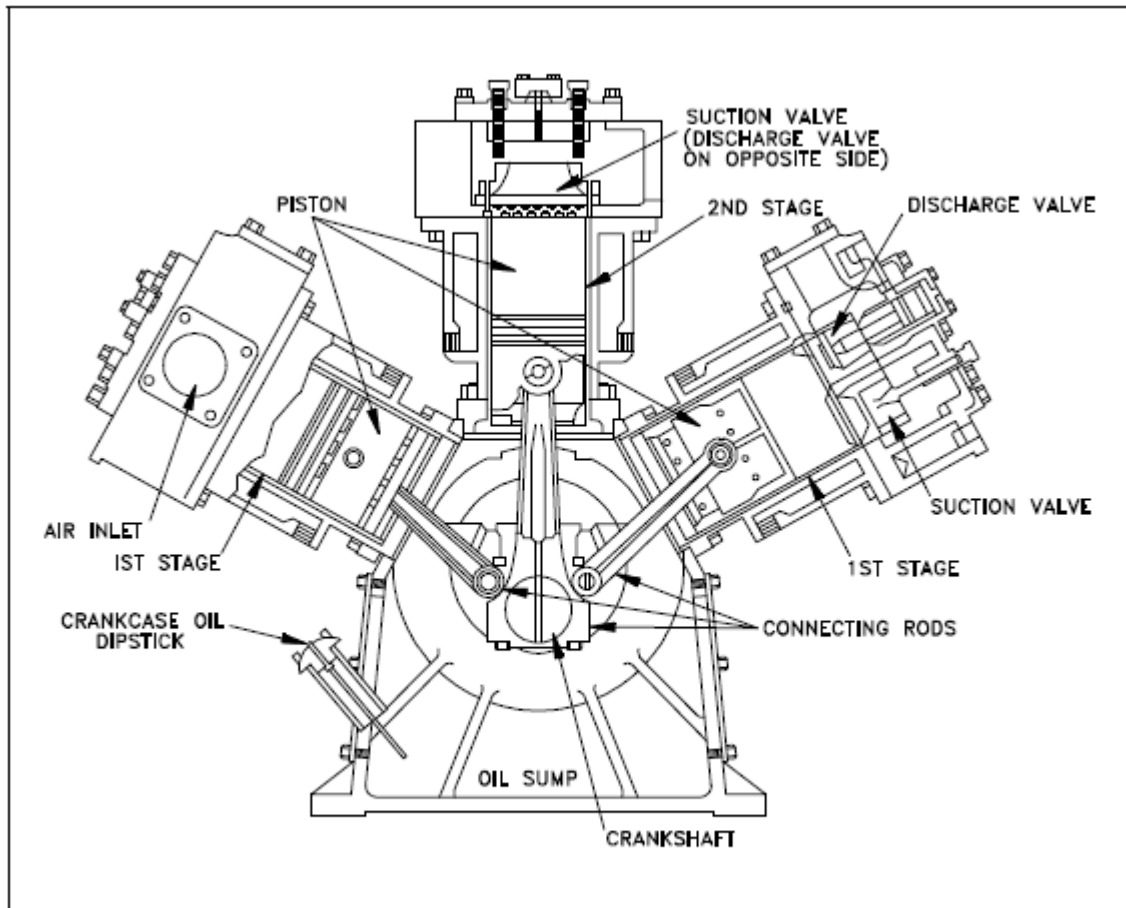 SUCTION VALVE
(DISCHARGE VALVE
ON OPPOSITE SIDE)
PISTON
2ND STAGE
DISCHARGE VALVE
AIR INLET
IST STAGE
SUCTION VALVE
1ST STAGE
CRANKCASE OIL
DIPSTICK
CONNECTING RODS
OIL SUMP
CRANKSHAFT